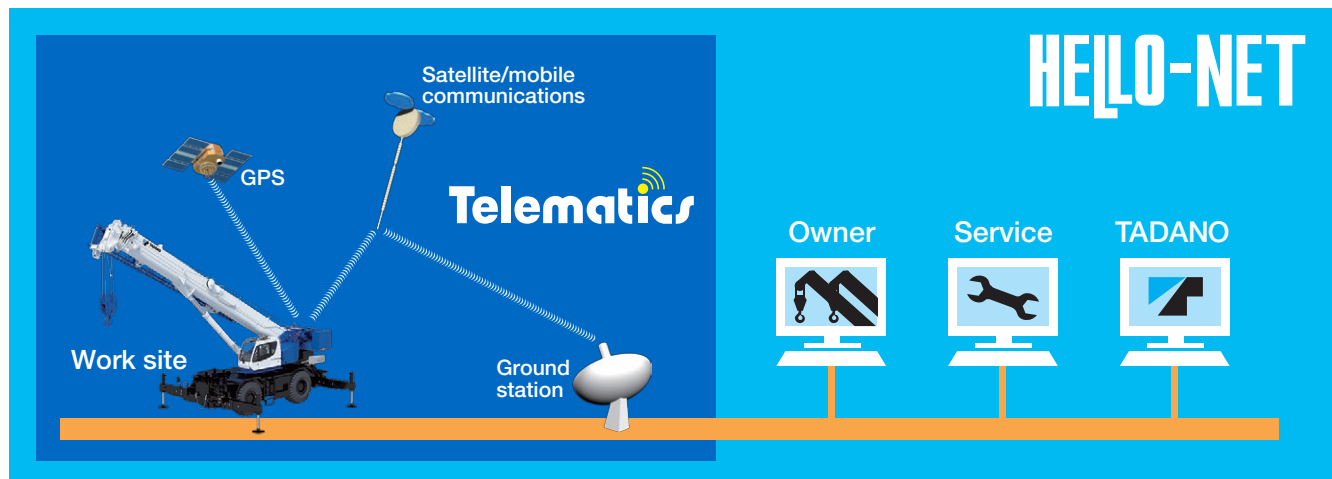 HELLO-NET
Satellite/mobile
communications
GPS
Telematics
Work site
Ground
station
Owner
Service
TADANO